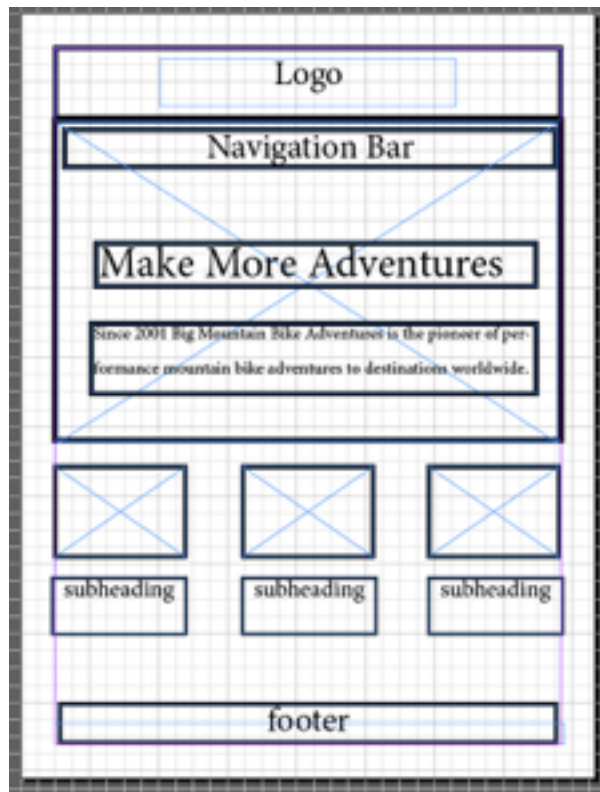 Logo
Navigation Bar
Make More Adventures
Since 2001 Big Mountain Bike Adventures is the pioneer of per-
formance mountain bike adventures to destinations worldwide.
subheading subheading subheading
footer